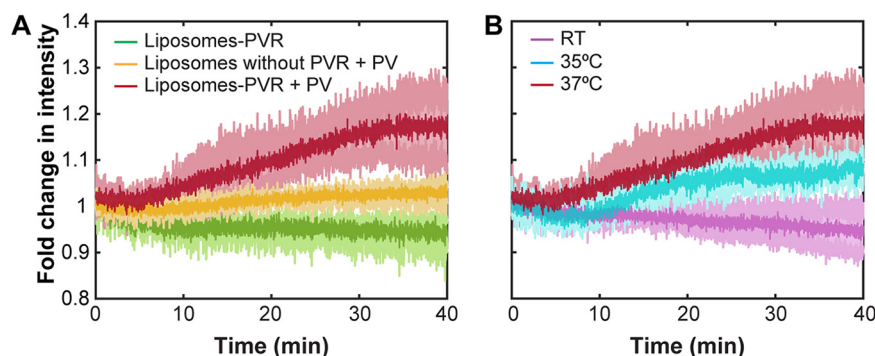 A
Fold change in intensity
1.4
1.3
1.2
1.1
1
0.9
0.8
Liposomes-PVR
Liposomes without PVR + PV
Liposomes-PVR + PV
0 10 20 30 40
Time (min)
B
RT
35ºC
37ºC
0 10 20 30 40
Time (min)